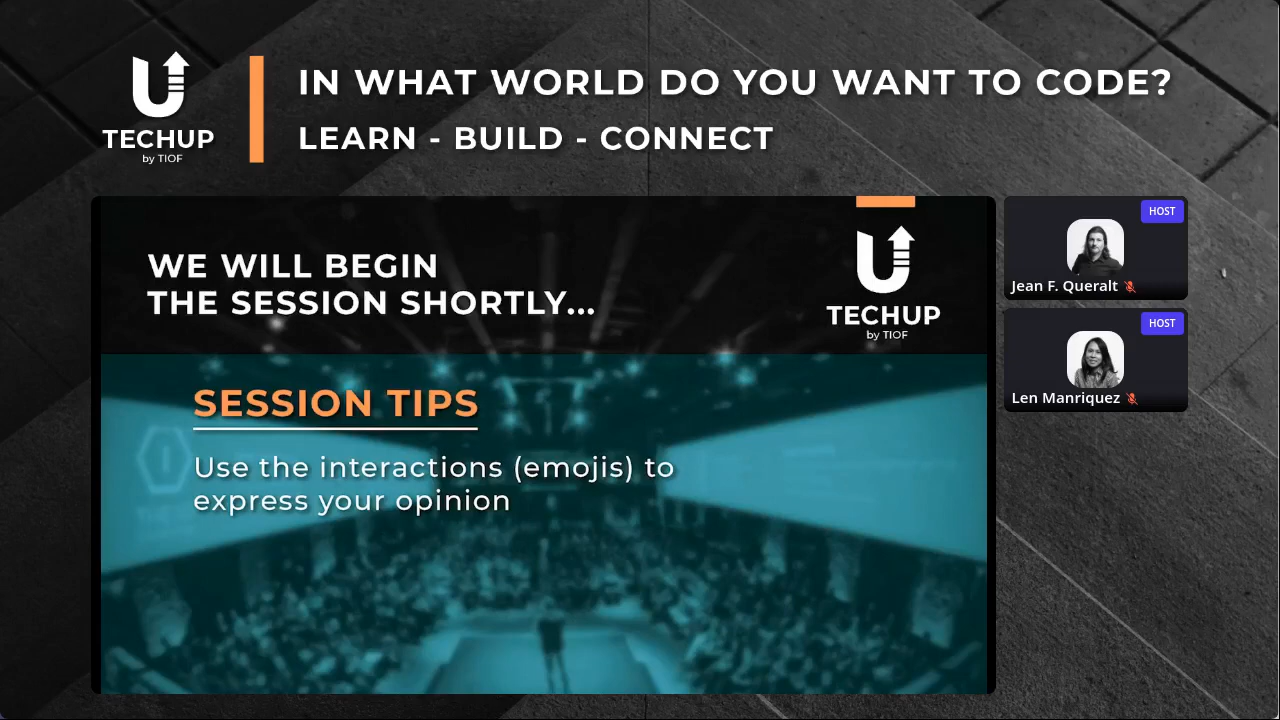 TECHUP
by TIOF
IN WHAT WORLD DO YOU WANT TO CODE?
LEARN - BUILD - CONNECT
WE WILL BEGIN
THE SESSION SHORTLY...
TECHUP
by TIOF
SESSION TIPS
Use the interactions (emojis) to
express your opinion
HOST
Jean F. Queralt
HOST
Len Manriquez